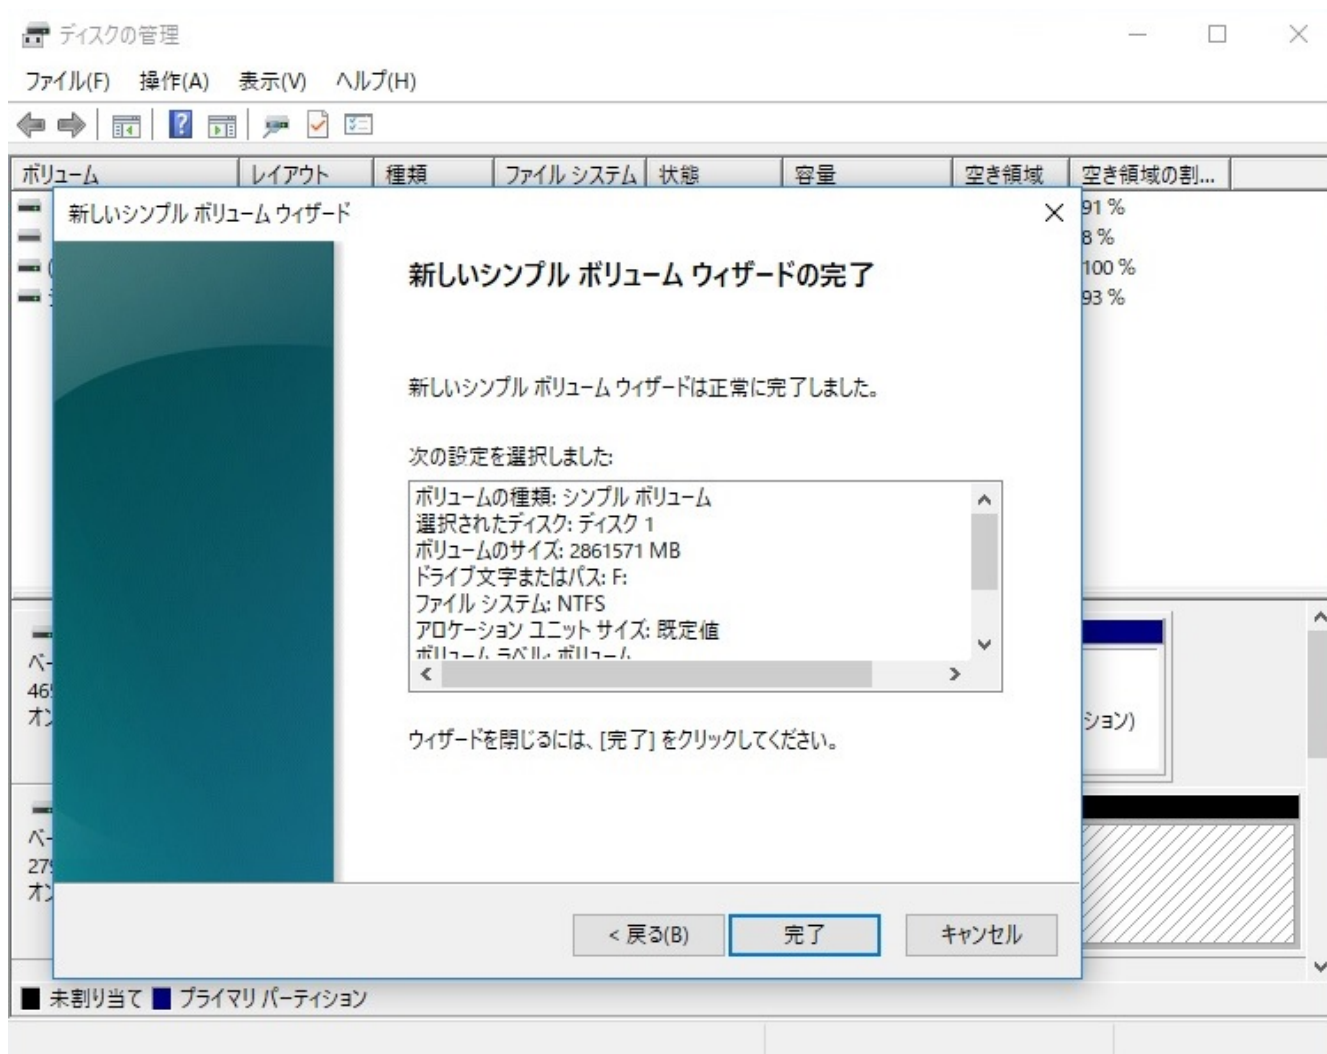 ディスクの管理
ファイル(F) 操作(A) 表示(V) ヘルプ(H)
ボリューム レイアウト 種類 ファイル システム 状態 容量 空き領域 空き領域の割...
91 %
8 %
100 %
93 %
新しいシンプル ボリューム ウィザード
新しいシンプル ボリューム ウィザードの完了
新しいシンプル ボリューム ウィザードは正常に完了しました。
次の設定を選択しました:
ボリュームの種類: シンプル ボリューム
選択されたディスク: ディスク 1
ボリュームのサイズ: 2861571 MB
ドライブ文字またはパス: F:
ファイル システム: NTFS
アロケーション ユニット サイズ: 既定値
ボリューム ラベル: ボリューム
ウィザードを閉じるには、[完了] をクリックしてください。
< 戻る(B) 完了 キャンセル
ション)
未割り当て プライマリ パーティション